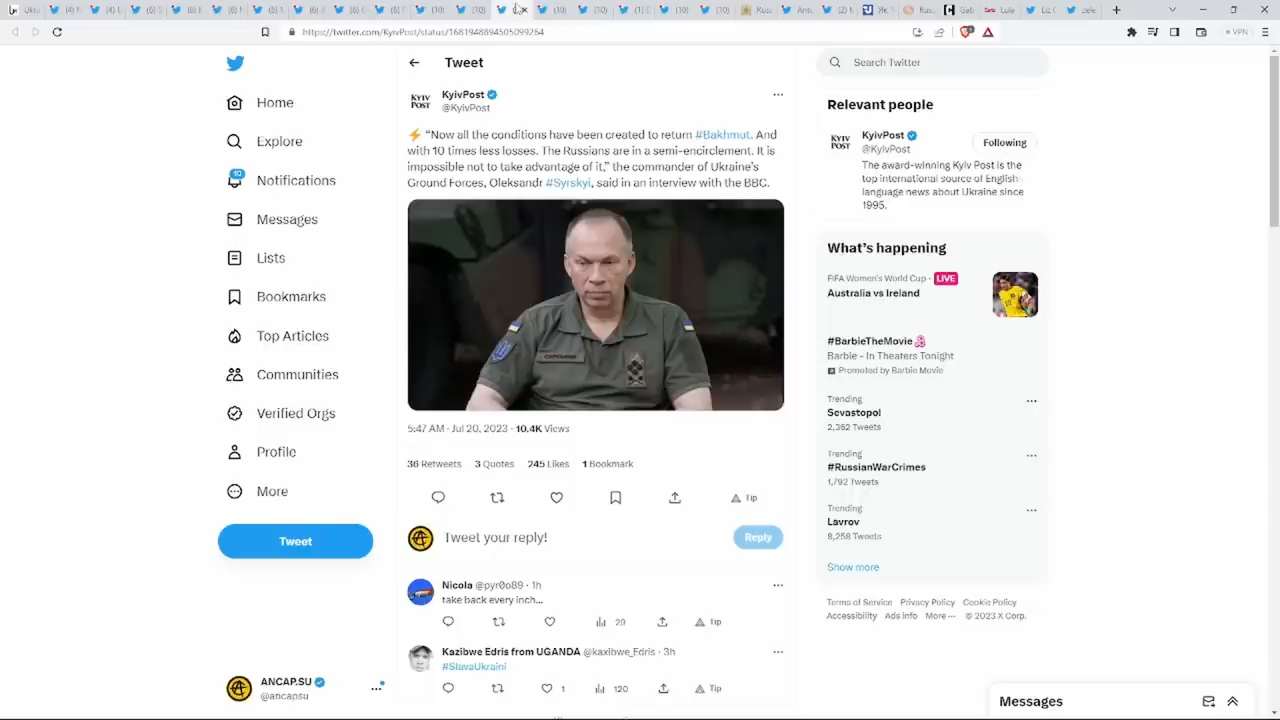 https://twitter.com/KyivPost/status/1681948894505099264
VPN
Home
Explore
10
Notifications
Messages
Lists
Bookmarks
Top Articles
Communities
Verified Orgs
Profile
More
Tweet
ANCAP.SU
@ancapsu
Tweet
KYIV POST
KyivPost
@KyivPost
⚡ “Now all the conditions have been created to return #Bakhmut. And
with 10 times less losses. The Russians are in a semi-encirclement. It is
impossible not to take advantage of it,” the commander of Ukraine’s
Ground Forces, Oleksandr #Syrskyi, said in an interview with the BBC.
5:47 AM · Jul 20, 2023 · 10.4K Views
36 Retweets 3 Quotes 245 Likes 1 Bookmark
Tip
Tweet your reply!
Reply
Nicola @pyr0o89 · 1h
take back every inch...
29
Tip
Kazibwe Edris from UGANDA @kaxibwe_Edris · 3h
#SlavaUkraini
1
120
Tip
Search Twitter
Relevant people
KYIV POST
KyivPost
@KyivPost
Following
The award-winning Kyiv Post is the
top international source of English-
language news about Ukraine since
1995.
What’s happening
FIFA Women's World Cup · LIVE
Australia vs Ireland
#BarbieTheMovie
Barbie - In Theaters Tonight
Promoted by Barbie Movie
Trending
Sevastopol
2,362 Tweets
Trending
#RussianWarCrimes
1,792 Tweets
Trending
Lavrov
8,258 Tweets
Show more
Terms of Service Privacy Policy Cookie Policy
Accessibility Ads info More ··· © 2023 X Corp.
Messages